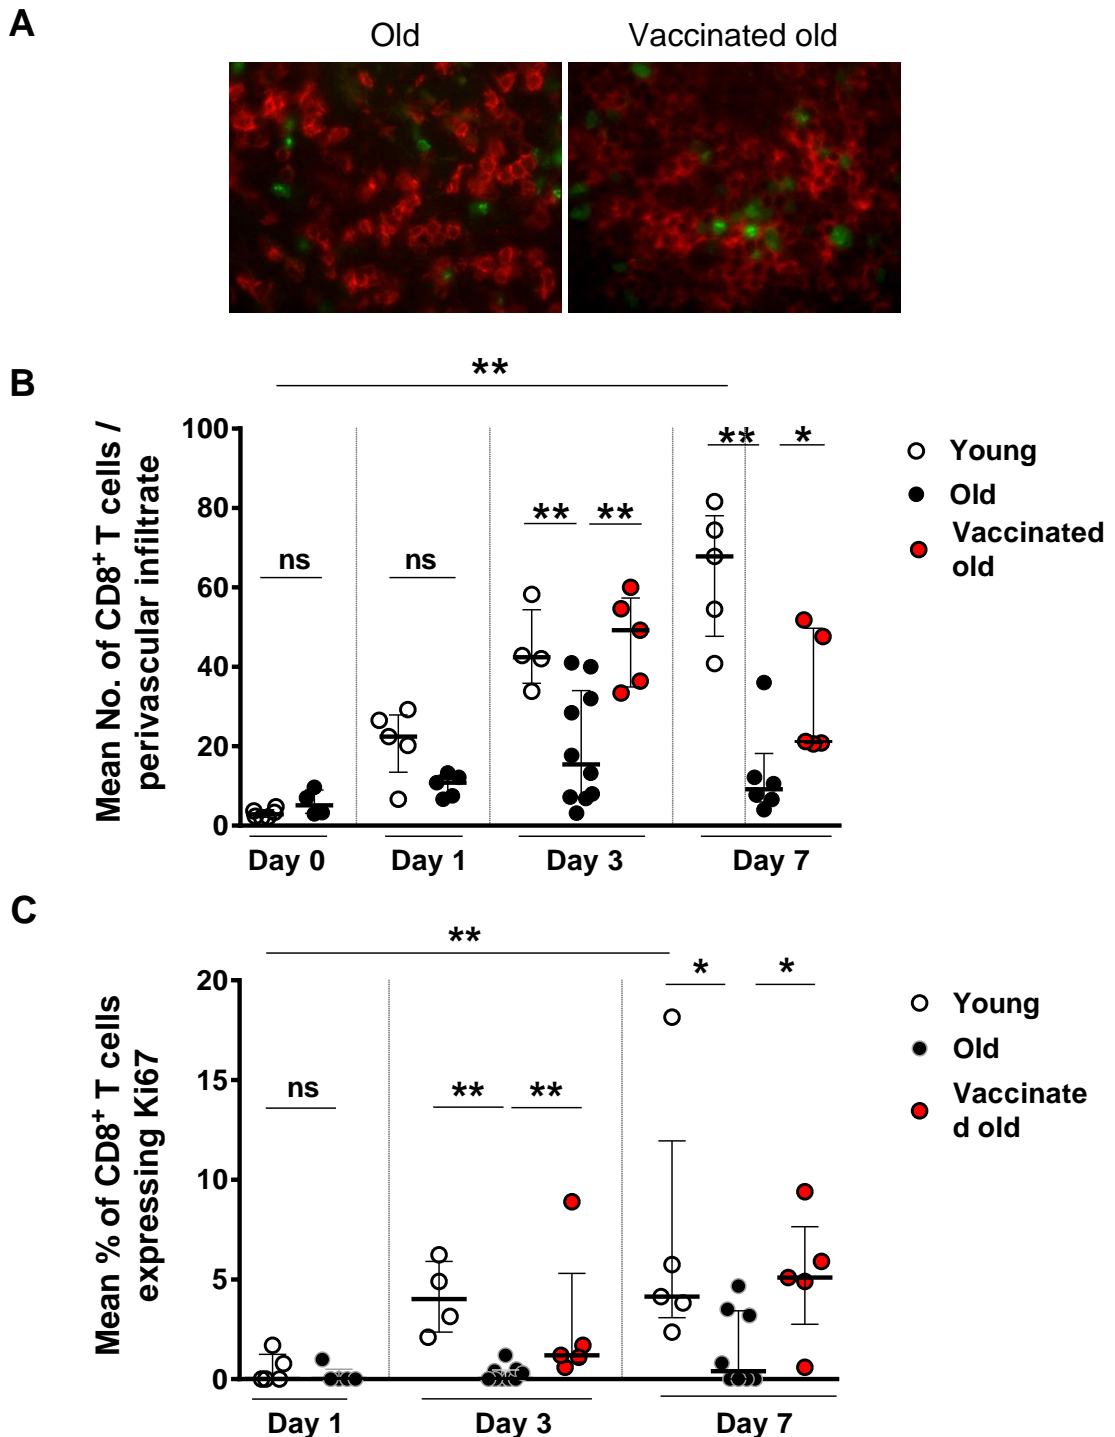 A
Old
Vaccinated old
B
**
Mean No. of CD8⁺ T cells /
perivascular infiltrate
100
80
60
40
20
0
ns
ns
**
**
**
*
Young
Old
Vaccinated
old
Day 0
Day 1
Day 3
Day 7
C
**
Mean % of CD8⁺ T cells
expressing Ki67
20
15
10
5
0
ns
**
**
*
*
Young
Old
Vaccinate
d old
Day 1
Day 3
Day 7